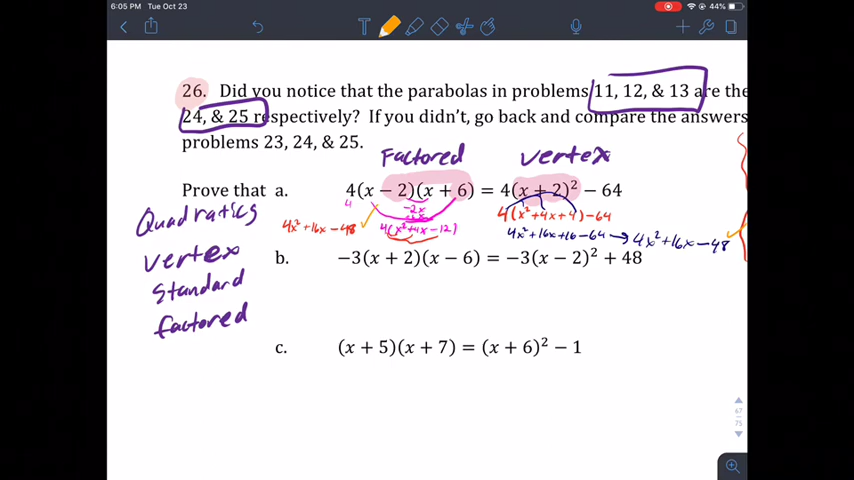 6:05 PM Tue Oct 23
44%
26. Did you notice that the parabolas in problems 11, 12, & 13 are the
24, & 25 respectively? If you didn't, go back and compare the answers
problems 23, 24, & 25.
Factored
vertex
Prove that a. 4(x − 2)(x + 6) = 4(x + 2)² − 64
Quadratics
4
-2x
4(x²+4x+4)-64
4x²+16x-48
4(x²+4x-12)
4x²+16x+16-64→4x²+16x-48
vertex
b. −3(x + 2)(x − 6) = −3(x − 2)² + 48
standard
factored
c. (x + 5)(x + 7) = (x + 6)² − 1
67
75